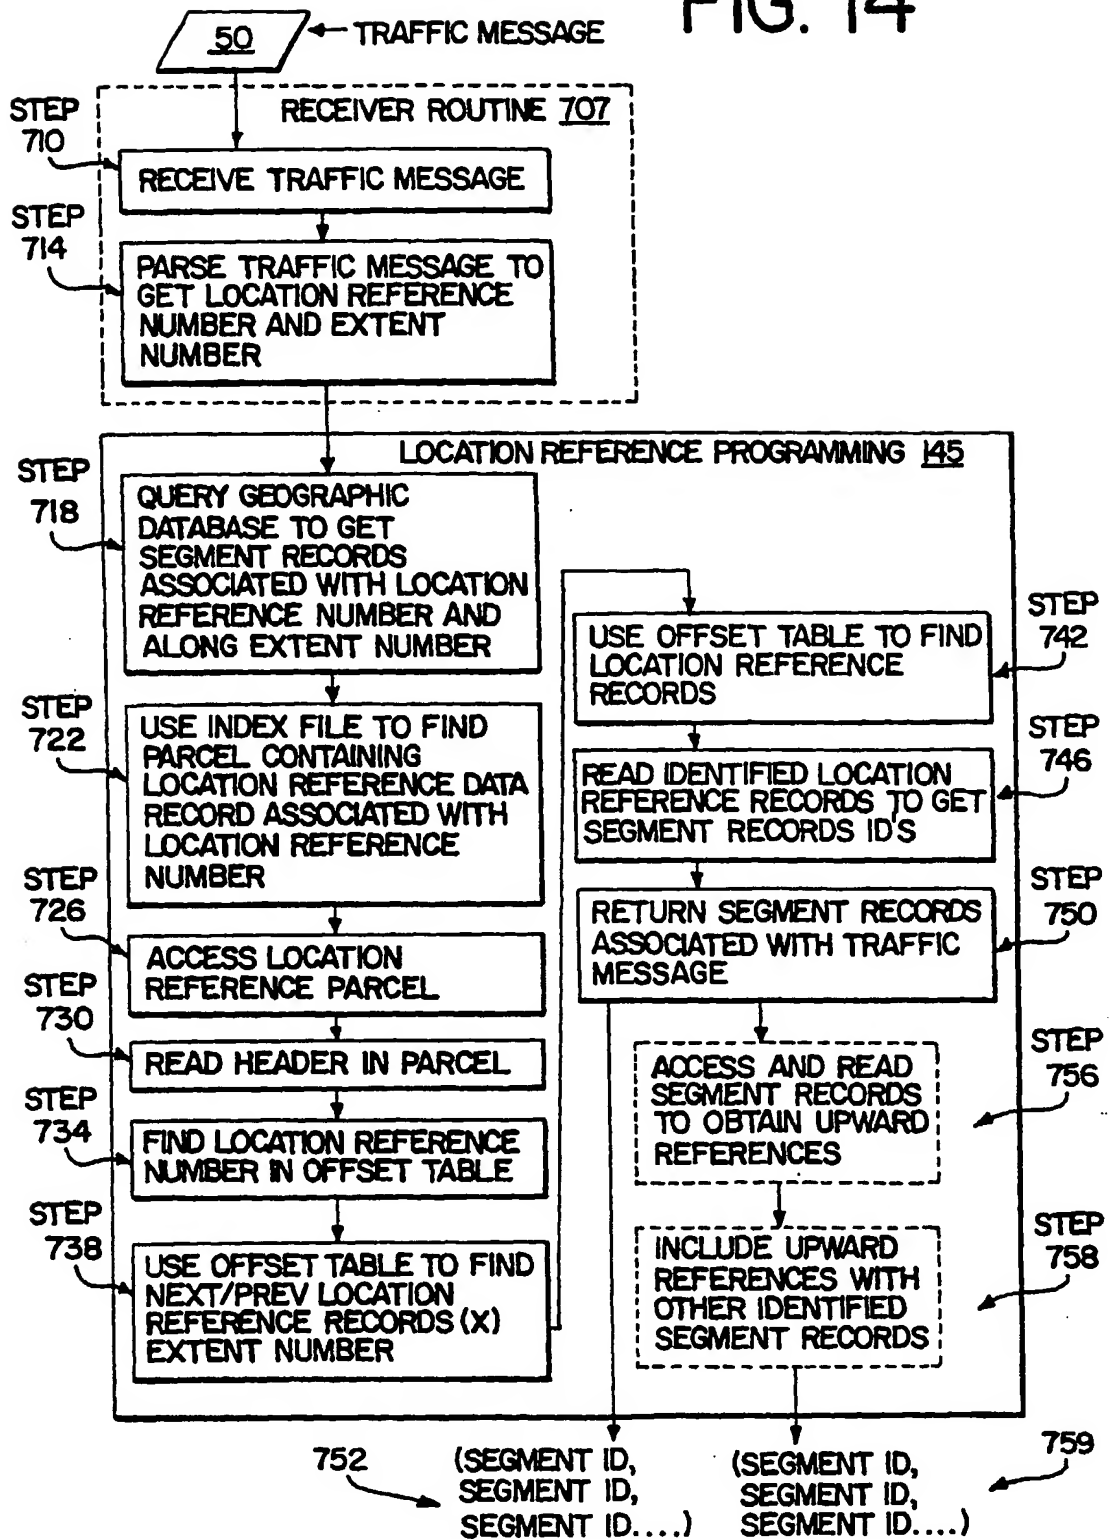 FIG. 14
50
TRAFFIC MESSAGE
RECEIVER ROUTINE 707
STEP
710
RECEIVE TRAFFIC MESSAGE
STEP
714
PARSE TRAFFIC MESSAGE TO
GET LOCATION REFERENCE
NUMBER AND EXTENT
NUMBER
LOCATION REFERENCE PROGRAMMING 145
STEP
718
QUERY GEOGRAPHIC
DATABASE TO GET
SEGMENT RECORDS
ASSOCIATED WITH LOCATION
REFERENCE NUMBER AND
ALONG EXTENT NUMBER
STEP
722
USE INDEX FILE TO FIND
PARCEL CONTAINING
LOCATION REFERENCE DATA
RECORD ASSOCIATED WITH
LOCATION REFERENCE
NUMBER
STEP
726
ACCESS LOCATION
REFERENCE PARCEL
STEP
730
READ HEADER IN PARCEL
STEP
734
FIND LOCATION REFERENCE
NUMBER IN OFFSET TABLE
STEP
738
USE OFFSET TABLE TO FIND
NEXT/PREV LOCATION
REFERENCE RECORDS (X)
EXTENT NUMBER
USE OFFSET TABLE TO FIND
LOCATION REFERENCE
RECORDS
STEP
742
READ IDENTIFIED LOCATION
REFERENCE RECORDS TO GET
SEGMENT RECORDS ID'S
STEP
746
RETURN SEGMENT RECORDS
ASSOCIATED WITH TRAFFIC
MESSAGE
STEP
750
ACCESS AND READ
SEGMENT RECORDS
TO OBTAIN UPWARD
REFERENCES
STEP
756
INCLUDE UPWARD
REFERENCES WITH
OTHER IDENTIFIED
SEGMENT RECORDS
STEP
758
752
(SEGMENT ID,
SEGMENT ID,
SEGMENT ID....)
(SEGMENT ID,
SEGMENT ID,
SEGMENT ID....)
759